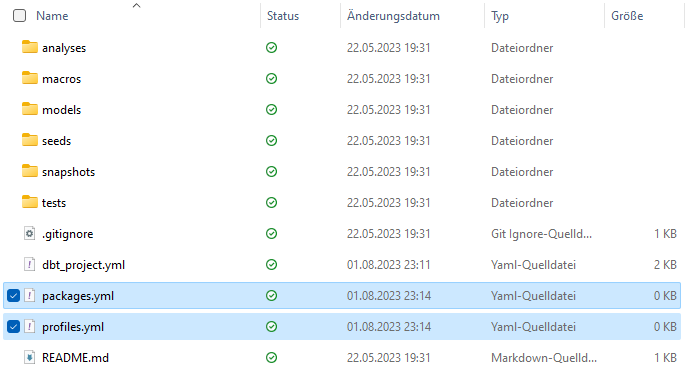 Name Status Änderungsdatum Typ Größe
analyses 22.05.2023 19:31 Dateiordner
macros 22.05.2023 19:31 Dateiordner
models 22.05.2023 19:31 Dateiordner
seeds 22.05.2023 19:31 Dateiordner
snapshots 22.05.2023 19:31 Dateiordner
tests 22.05.2023 19:31 Dateiordner
.gitignore 22.05.2023 19:31 Git Ignore-Quelld... 1 KB
dbt_project.yml 01.08.2023 23:11 Yaml-Quelldatei 2 KB
packages.yml 01.08.2023 23:14 Yaml-Quelldatei 0 KB
profiles.yml 01.08.2023 23:14 Yaml-Quelldatei 0 KB
README.md 22.05.2023 19:31 Markdown-Quelld... 1 KB